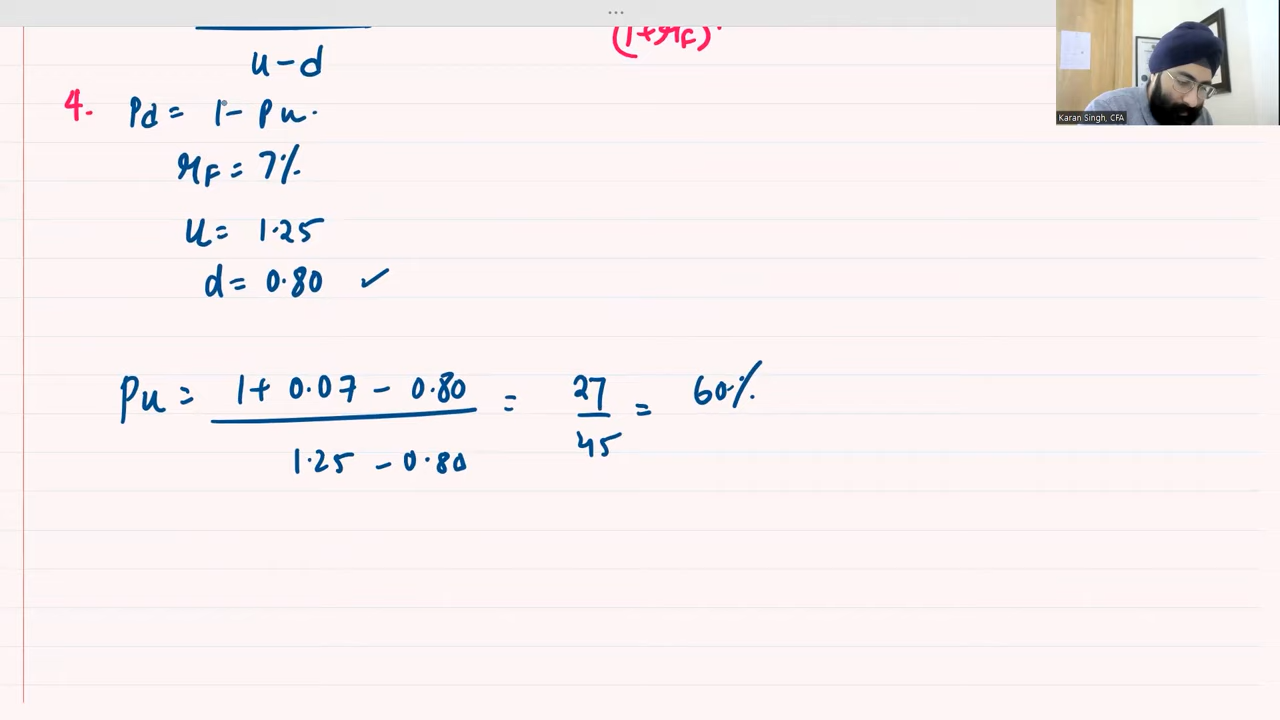 (1+rF).
u-d
4. Pd = 1- Pu.
rF = 7%
u = 1.25
d = 0.80 ✓
Pu = 1+ 0.07 - 0.80 = 27 = 60%
1.25 - 0.80 45
Karan Singh, CFA